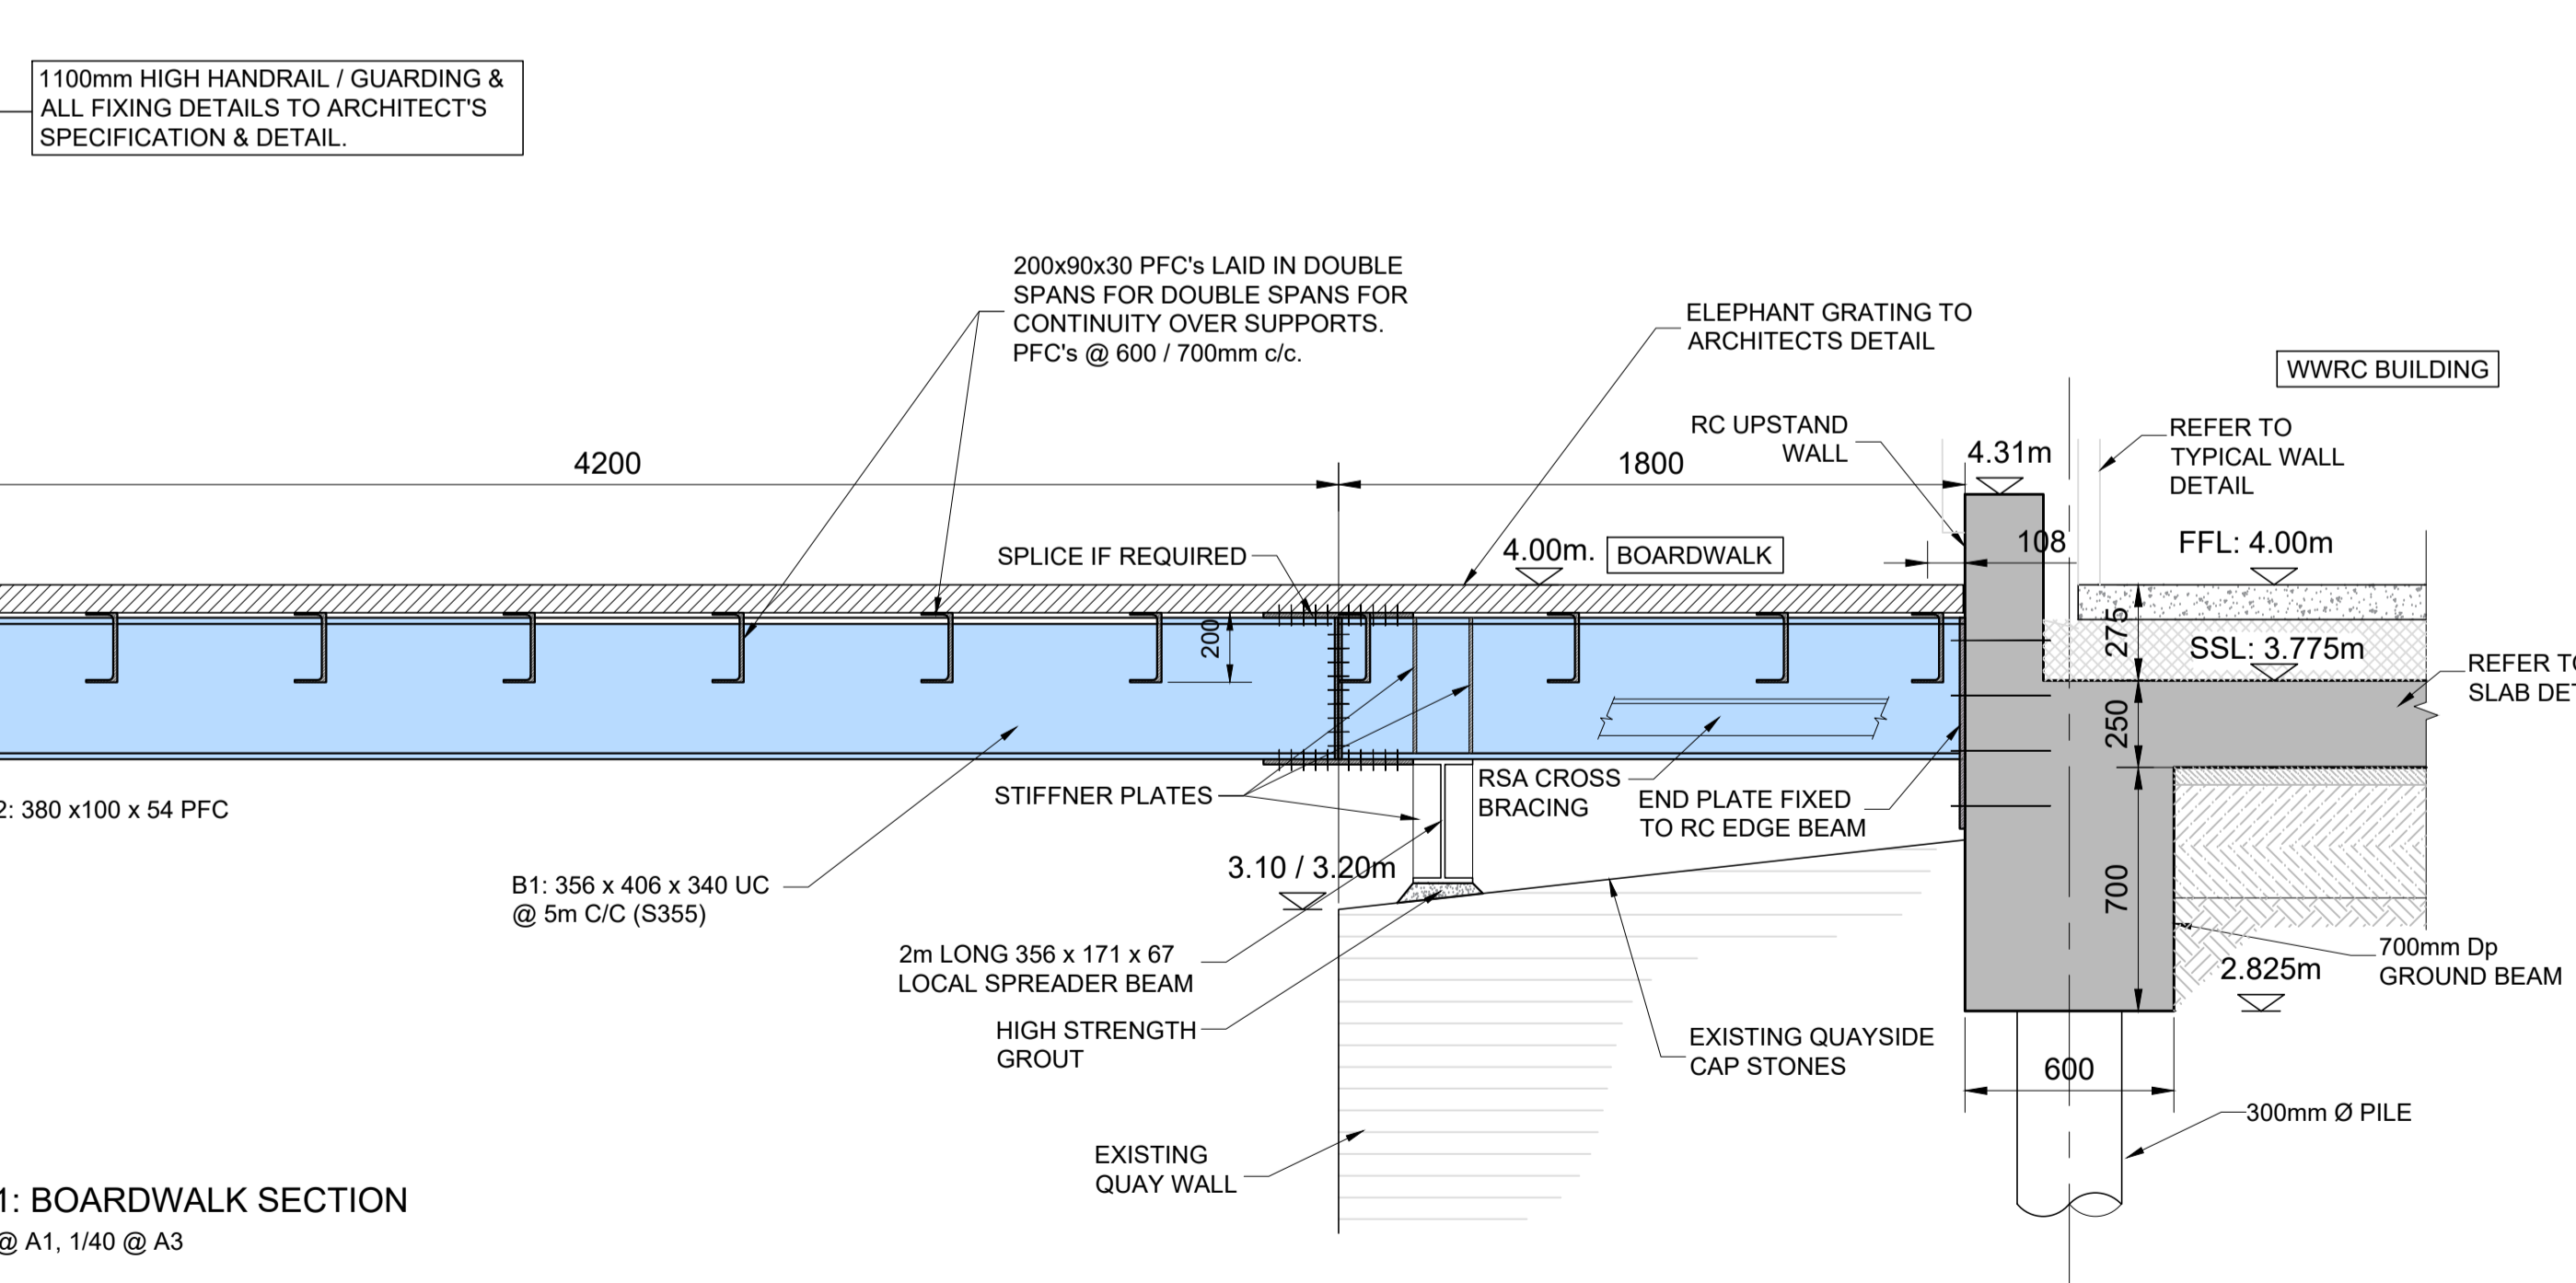 1100mm HIGH HANDRAIL / GUARDING &
ALL FIXING DETAILS TO ARCHITECT'S
SPECIFICATION & DETAIL.
200x90x30 PFC's LAID IN DOUBLE
SPANS FOR DOUBLE SPANS FOR
CONTINUITY OVER SUPPORTS.
PFC's @ 600 / 700mm c/c.
ELEPHANT GRATING TO
ARCHITECTS DETAIL
WWRC BUILDING
RC UPSTAND
WALL
4.31m
REFER TO
TYPICAL WALL
DETAIL
4200
1800
SPLICE IF REQUIRED
4.00m.
BOARDWALK
108
FFL: 4.00m
200
275
SSL: 3.775m
REFER TO
SLAB DET
250
STIFFNER PLATES
RSA CROSS
BRACING
END PLATE FIXED
TO RC EDGE BEAM
2: 380 x100 x 54 PFC
B1: 356 x 406 x 340 UC
@ 5m C/C (S355)
3.10 / 3.20m
700
2m LONG 356 x 171 x 67
LOCAL SPREADER BEAM
700mm Dp
GROUND BEAM
2.825m
HIGH STRENGTH
GROUT
EXISTING QUAYSIDE
CAP STONES
600
300mm Ø PILE
EXISTING
QUAY WALL
1: BOARDWALK SECTION
@ A1, 1/40 @ A3